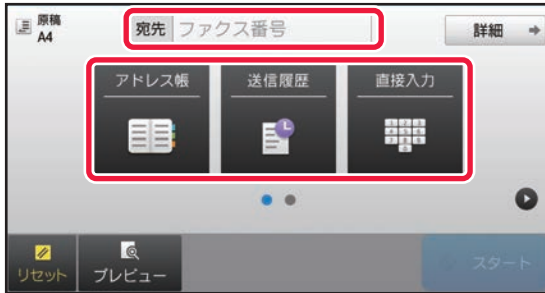 原稿
A4
宛先 ファクス番号
詳細
アドレス帳 送信履歴 直接入力
リセット プレビュー スタート